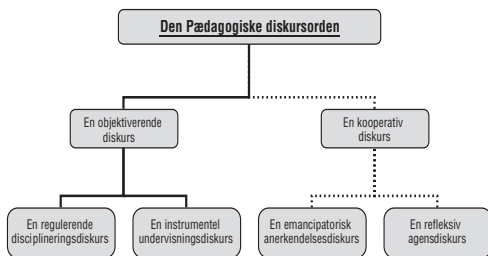 Den Pædagogiske diskursorden
En objektiverende
diskurs
En kooperativ
diskurs
En regulerende
disciplineringsdiskurs
En instrumentel
undervisningsdiskurs
En emancipatorisk
anerkendelsesdiskurs
En refleksiv
agensdiskurs